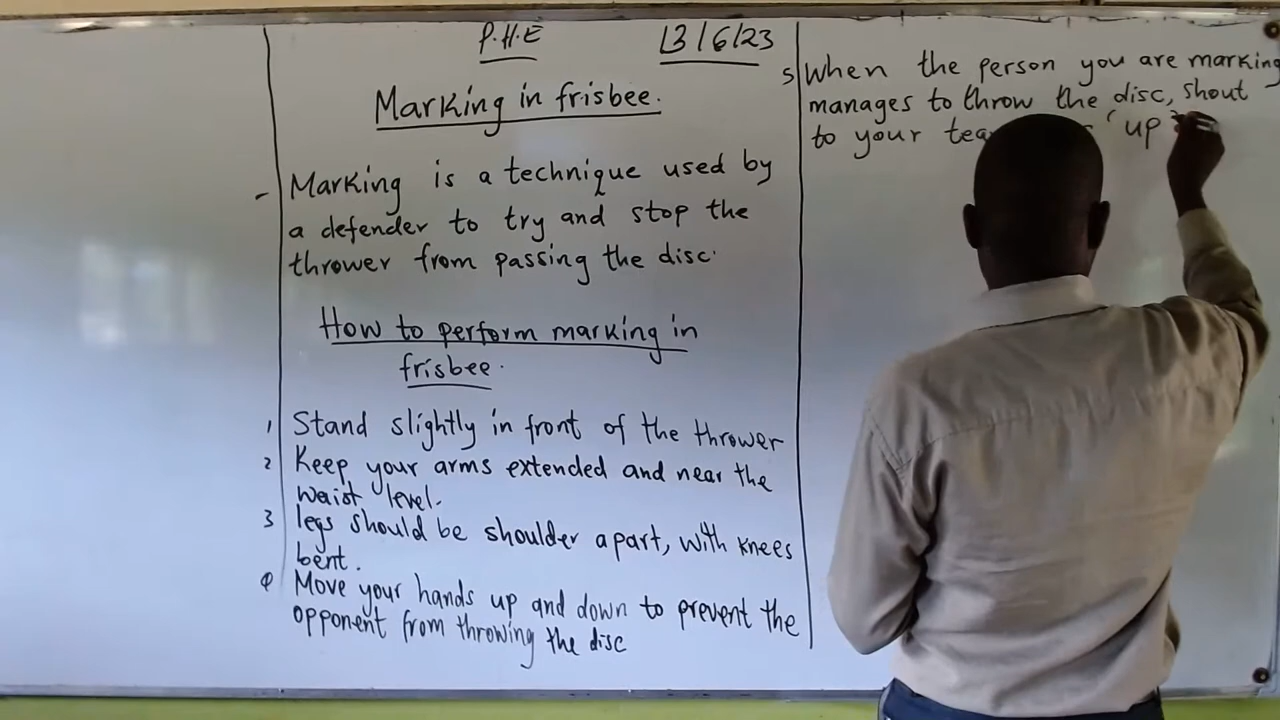 P.H.E 13/6/23
Marking in frisbee.
- Marking is a technique used by
a defender to try and stop the
thrower from passing the disc.
How to perform marking in
frisbee.
1 Stand slightly in front of the thrower
2 Keep your arms extended and near the
waist level.
3 legs should be shoulder apart, with knees
bent.
4 Move your hands up and down to prevent the
opponent from throwing the disc
5 When the person you are marking
manages to throw the disc, shout
to your 'up'